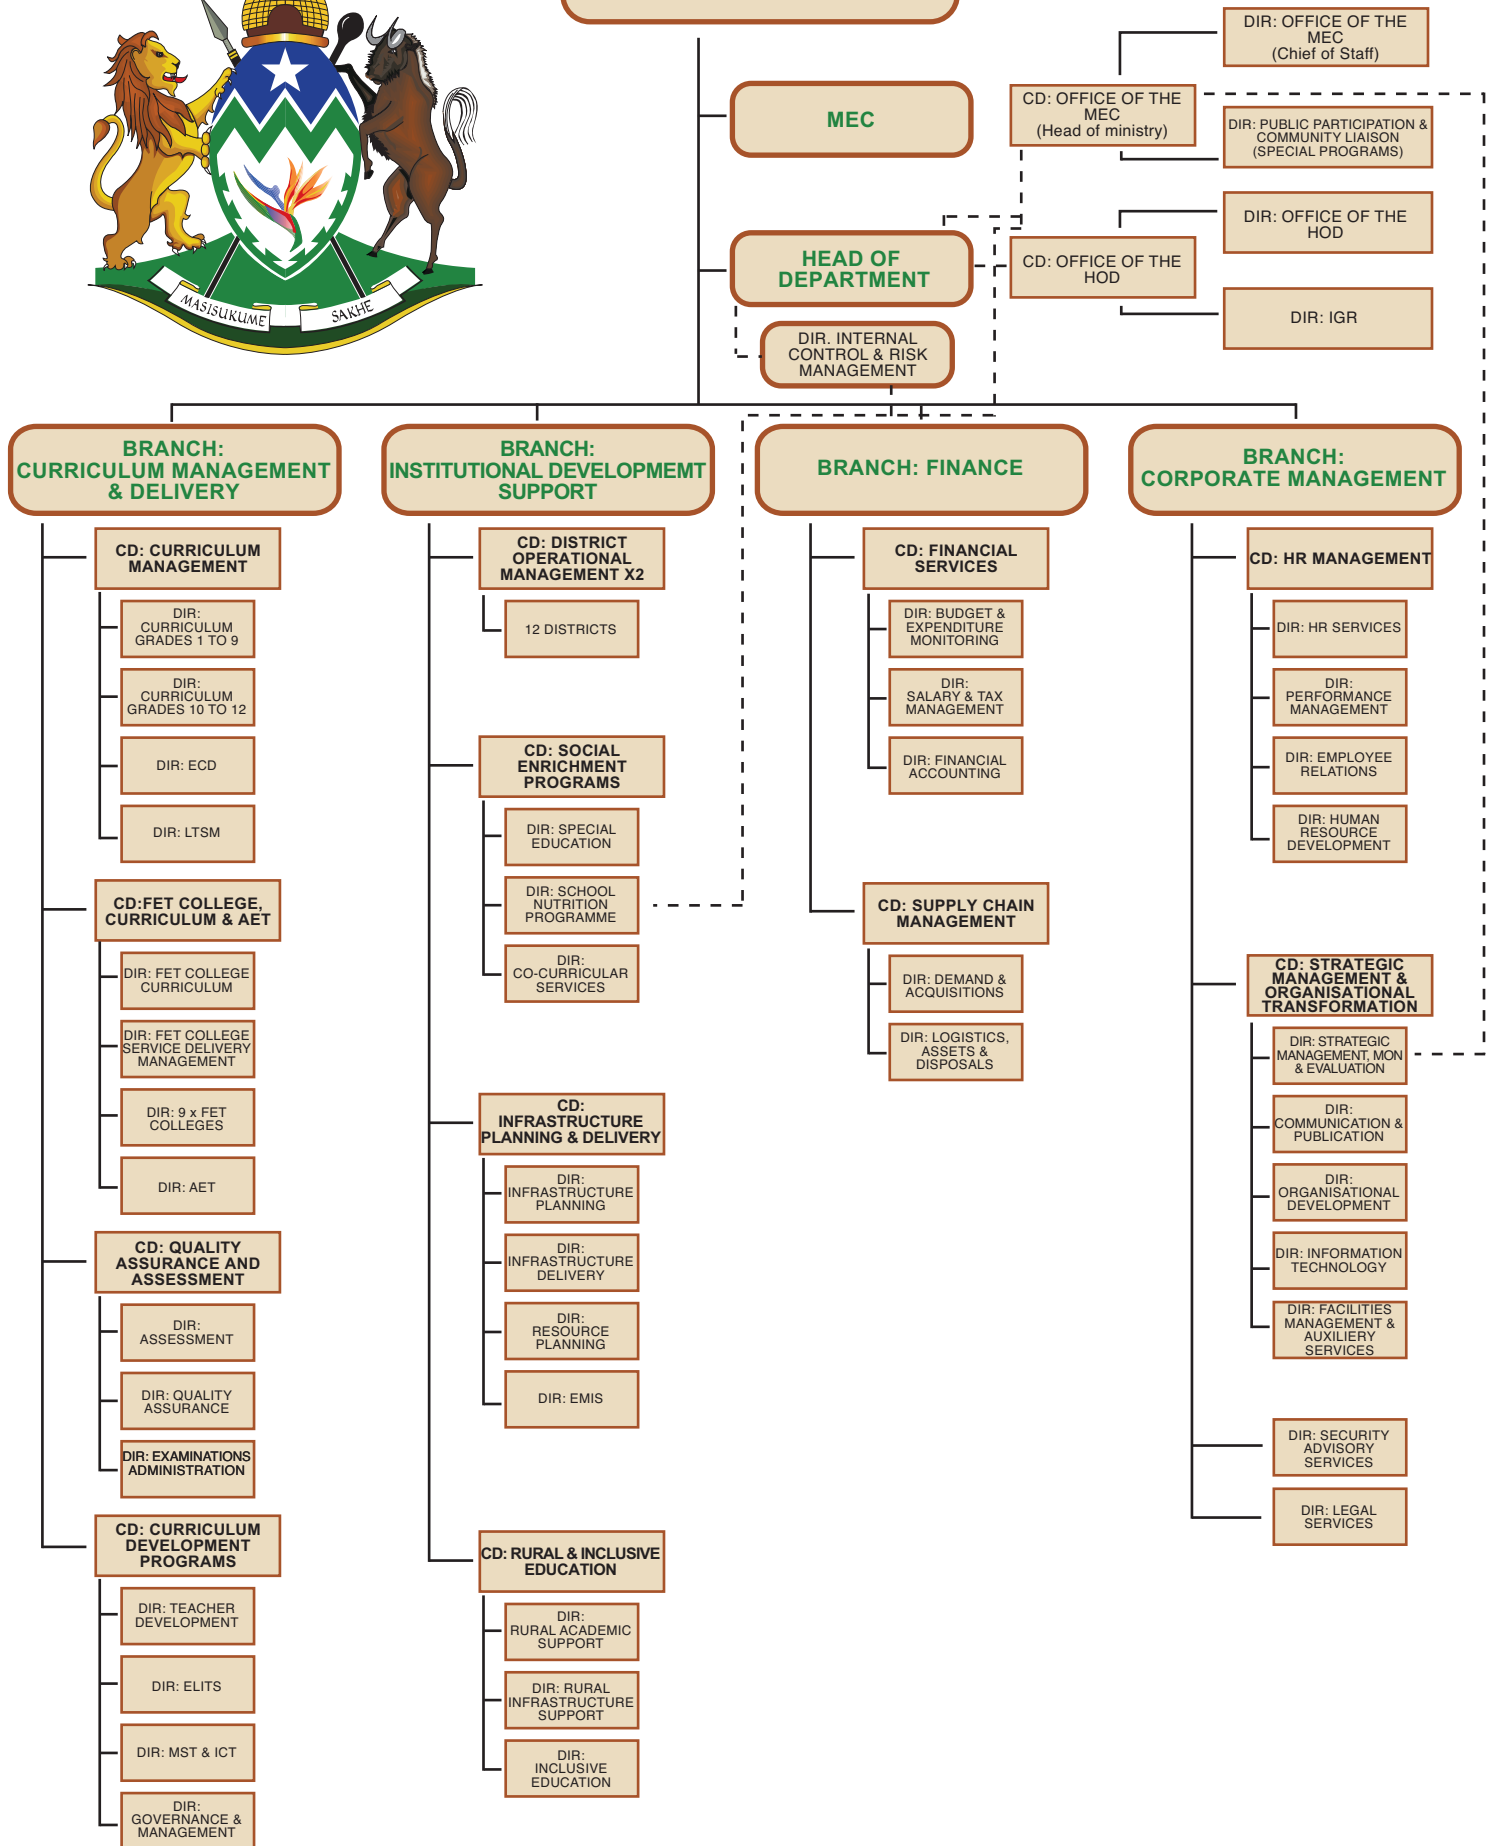 MASISUKUME
SAKHE
MEC
HEAD OF
DEPARTMENT
DIR. INTERNAL
CONTROL & RISK
MANAGEMENT
DIR: OFFICE OF THE
MEC
(Chief of Staff)
CD: OFFICE OF THE
MEC
(Head of ministry)
DIR: PUBLIC PARTICIPATION &
COMMUNITY LIAISON
(SPECIAL PROGRAMS)
DIR: OFFICE OF THE
HOD
CD: OFFICE OF THE
HOD
DIR: IGR
BRANCH:
CURRICULUM MANAGEMENT
& DELIVERY
CD: CURRICULUM
MANAGEMENT
DIR:
CURRICULUM
GRADES 1 TO 9
DIR:
CURRICULUM
GRADES 10 TO 12
DIR: ECD
DIR: LTSM
CD:FET COLLEGE,
CURRICULUM & AET
DIR: FET COLLEGE
CURRICULUM
DIR: FET COLLEGE
SERVICE DELIVERY
MANAGEMENT
DIR: 9 x FET
COLLEGES
DIR: AET
CD: QUALITY
ASSURANCE AND
ASSESSMENT
DIR:
ASSESSMENT
DIR: QUALITY
ASSURANCE
DIR: EXAMINATIONS
ADMINISTRATION
CD: CURRICULUM
DEVELOPMENT
PROGRAMS
DIR: TEACHER
DEVELOPMENT
DIR: ELITS
DIR: MST & ICT
DIR:
GOVERNANCE &
MANAGEMENT
BRANCH:
INSTITUTIONAL DEVELOPMEMT
SUPPORT
CD: DISTRICT
OPERATIONAL
MANAGEMENT X2
12 DISTRICTS
CD: SOCIAL
ENRICHMENT
PROGRAMS
DIR: SPECIAL
EDUCATION
DIR: SCHOOL
NUTRITION
PROGRAMME
DIR:
CO-CURRICULAR
SERVICES
CD:
INFRASTRUCTURE
PLANNING & DELIVERY
DIR:
INFRASTRUCTURE
PLANNING
DIR:
INFRASTRUCTURE
DELIVERY
DIR:
RESOURCE
PLANNING
DIR: EMIS
CD: RURAL & INCLUSIVE
EDUCATION
DIR:
RURAL ACADEMIC
SUPPORT
DIR: RURAL
INFRASTRUCTURE
SUPPORT
DIR:
INCLUSIVE
EDUCATION
BRANCH: FINANCE
CD: FINANCIAL
SERVICES
DIR: BUDGET &
EXPENDITURE
MONITORING
DIR:
SALARY & TAX
MANAGEMENT
DIR: FINANCIAL
ACCOUNTING
CD: SUPPLY CHAIN
MANAGEMENT
DIR: DEMAND &
ACQUISITIONS
DIR: LOGISTICS,
ASSETS &
DISPOSALS
BRANCH:
CORPORATE MANAGEMENT
CD: HR MANAGEMENT
DIR: HR SERVICES
DIR:
PERFORMANCE
MANAGEMENT
DIR: EMPLOYEE
RELATIONS
DIR: HUMAN
RESOURCE
DEVELOPMENT
CD: STRATEGIC
MANAGEMENT &
ORGANISATIONAL
TRANSFORMATION
DIR: STRATEGIC
MANAGEMENT, MON
& EVALUATION
DIR:
COMMUNICATION &
PUBLICATION
DIR:
ORGANISATIONAL
DEVELOPMENT
DIR: INFORMATION
TECHNOLOGY
DIR: FACILITIES
MANAGEMENT &
AUXILIERY
SERVICES
DIR: SECURITY
ADVISORY
SERVICES
DIR: LEGAL
SERVICES